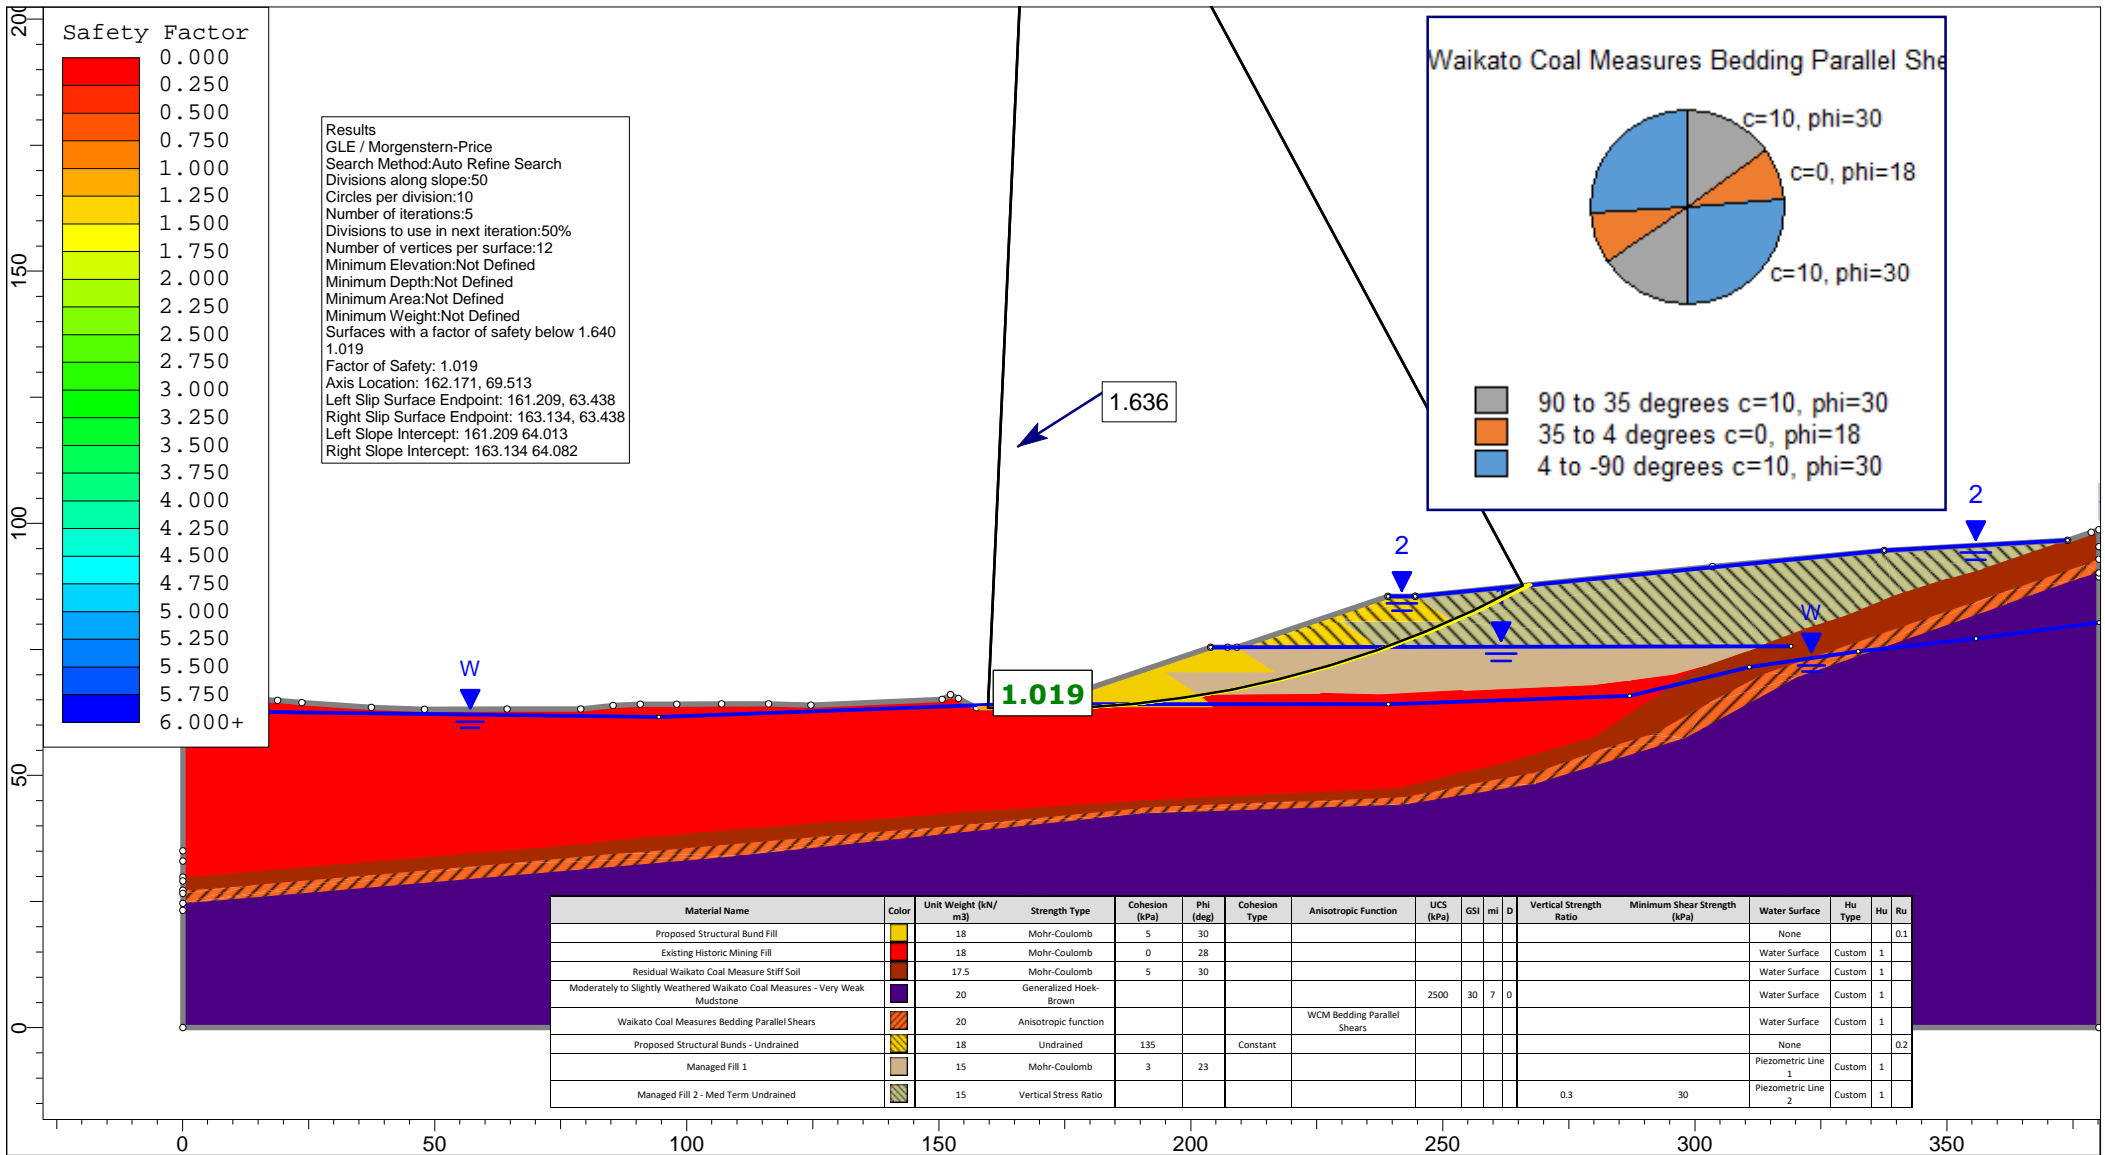 Safety Factor
0.000
0.250
0.500
0.750
1.000
1.250
1.500
1.750
2.000
2.250
2.500
2.750
3.000
3.250
3.500
3.750
4.000
4.250
4.500
4.750
5.000
5.250
5.500
5.750
6.000+
Results
GLE / Morgenstern-Price
Search Method:Auto Refine Search
Divisions along slope:50
Circles per division:10
Number of iterations:5
Divisions to use in next iteration:50%
Number of vertices per surface:12
Minimum Elevation:Not Defined
Minimum Depth:Not Defined
Minimum Area:Not Defined
Minimum Weight:Not Defined
Surfaces with a factor of safety below 1.640
1.019
Factor of Safety: 1.019
Axis Location: 162.171, 69.513
Left Slip Surface Endpoint: 161.209, 63.438
Right Slip Surface Endpoint: 163.134, 63.438
Left Slope Intercept: 161.209 64.013
Right Slope Intercept: 163.134 64.082
1.636
Waikato Coal Measures Bedding Parallel She
c=10, phi=30
c=0, phi=18
c=10, phi=30
90 to 35 degrees c=10, phi=30
35 to 4 degrees c=0, phi=18
4 to -90 degrees c=10, phi=30
2
2
W
W
1.019
Material Name Color Unit Weight (kN/m3) Strength Type Cohesion (kPa) Phi (deg) Cohesion Type Anisotropic Function UCS (kPa) GSI mi D Vertical Strength Ratio Minimum Shear Strength (kPa) Water Surface Hu Type Hu Ru
Proposed Structural Bund Fill 18 Mohr-Coulomb 5 30 None 0.1
Existing Historic Mining Fill 18 Mohr-Coulomb 0 28 Water Surface Custom 1
Residual Waikato Coal Measure Stiff Soil 17.5 Mohr-Coulomb 5 30 Water Surface Custom 1
Moderately to Slightly Weathered Waikato Coal Measures - Very Weak Mudstone 20 Generalized Hoek-Brown 2500 30 7 0 Water Surface Custom 1
Waikato Coal Measures Bedding Parallel Shears 20 Anisotropic function WCM Bedding Parallel Shears Water Surface Custom 1
Proposed Structural Bunds - Undrained 18 Undrained 135 Constant None 0.2
Managed Fill 1 15 Mohr-Coulomb 3 23 Piezometric Line 1 Custom 1
Managed Fill 2 - Med Term Undrained 15 Vertical Stress Ratio 0.3 30 Piezometric Line 2 Custom 1
200
150
100
50
0
0 50 100 150 200 250 300 350